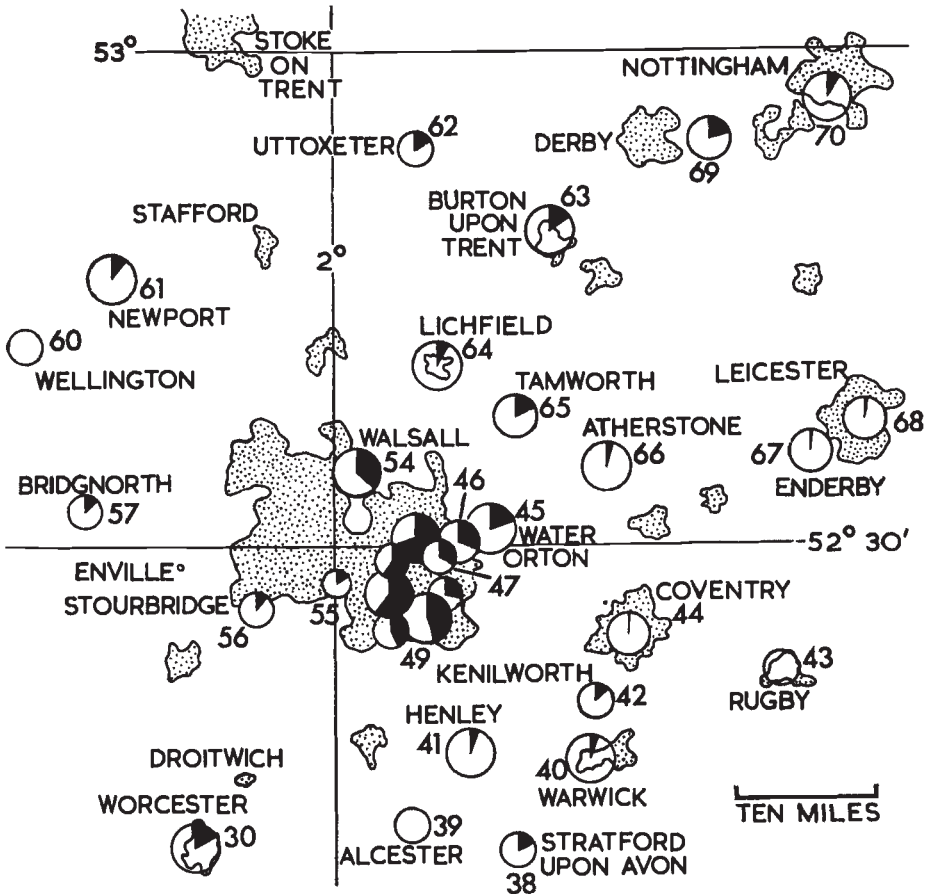 53°
STOKE
ON
TRENT
NOTTINGHAM
70
UTTOXETER
62
DERBY
69
STAFFORD
BURTON
UPON
TRENT
63
2°
61
NEWPORT
60
WELLINGTON
LICHFIELD
64
TAMWORTH
65
LEICESTER
68
ATHERSTONE
66
67
ENDERBY
WALSALL
54
46
45
WATER
ORTON
BRIDGNORTH
57
52° 30'
47
ENVILLE°
STOURBRIDGE
55
56
COVENTRY
44
49
KENILWORTH
42
43
RUGBY
HENLEY
41
40
WARWICK
DROITWICH
WORCESTER
30
TEN MILES
39
ALCESTER
STRATFORD
UPON AVON
38